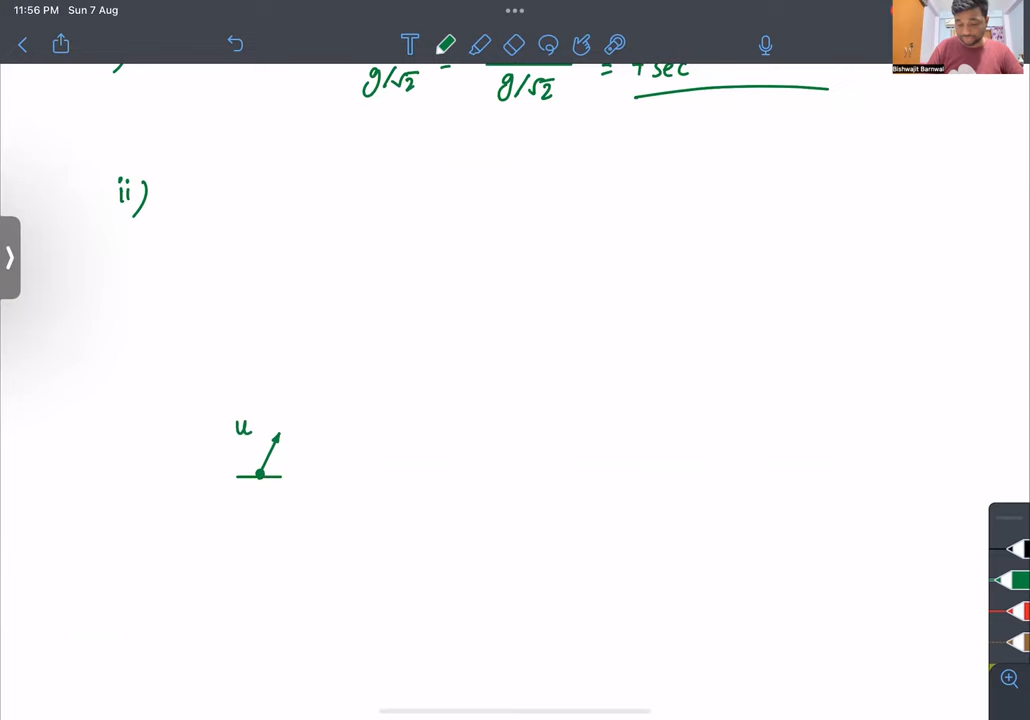 11:56 PM Sun 7 Aug
T
Bishwajit Barnwal
g/√2 = g/√2 = 4 sec
ii)
u